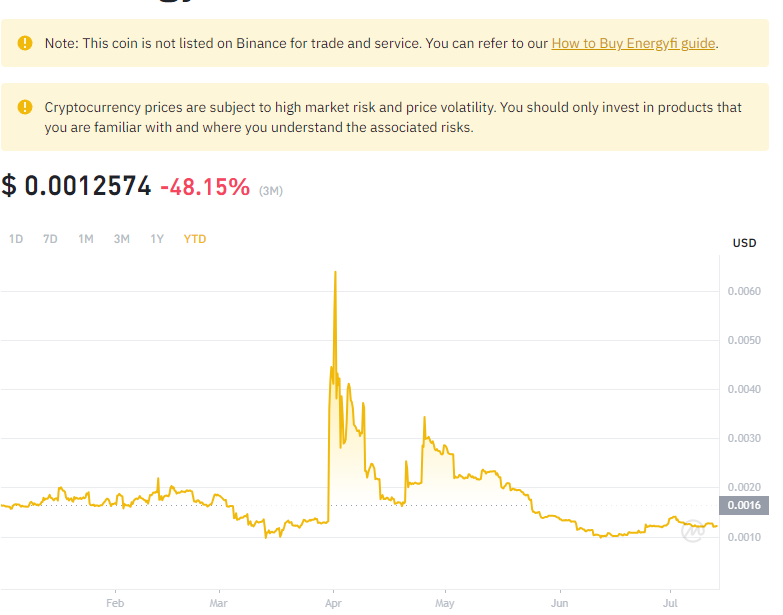 Note: This coin is not listed on Binance for trade and service. You can refer to our How to Buy Energyfi guide.
Cryptocurrency prices are subject to high market risk and price volatility. You should only invest in products that
you are familiar with and where you understand the associated risks.
$ 0.0012574 -48.15% (3M)
1D 7D 1M 3M 1Y YTD
USD
0.0060
0.0050
0.0040
0.0030
0.0020
0.0016
0.0010
Feb Mar Apr May Jun Jul